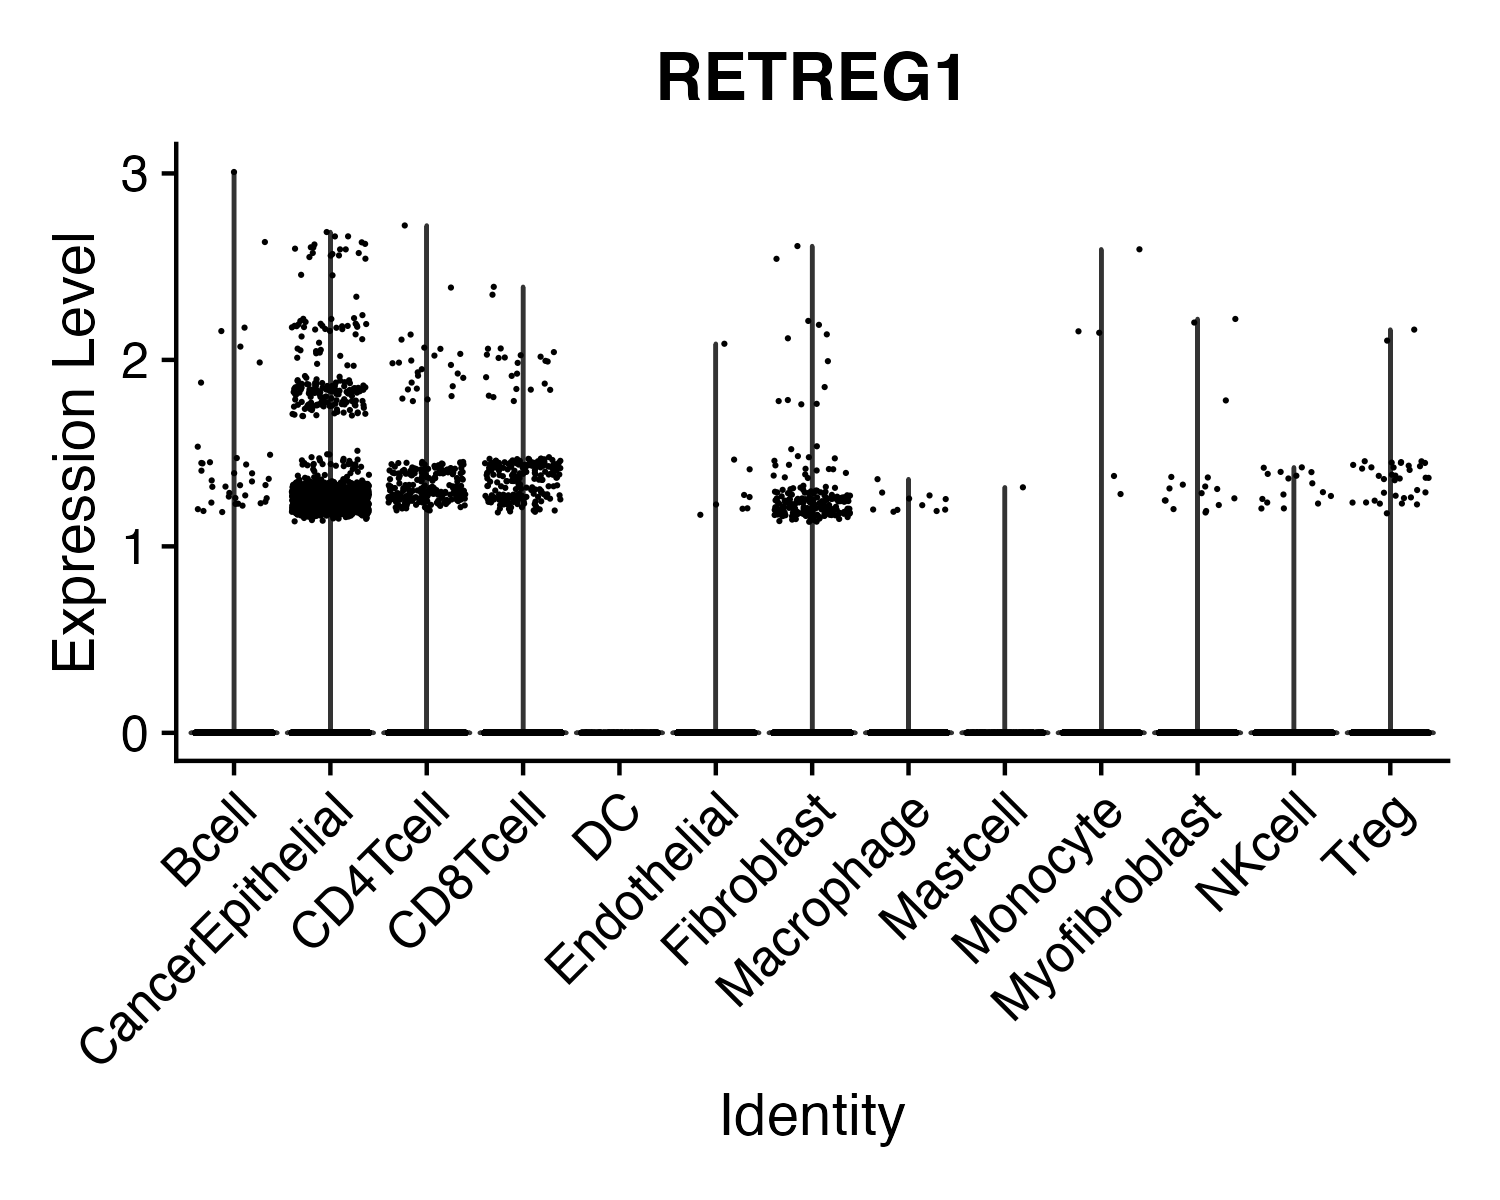 RETREG1
Expression Level
3
2
1
0
Bcell
CancerEpithelial
CD4Tcell
CD8Tcell
DC
Endothelial
Fibroblast
Macrophage
Mastcell
Monocyte
Myofibroblast
NKcell
Treg
Identity